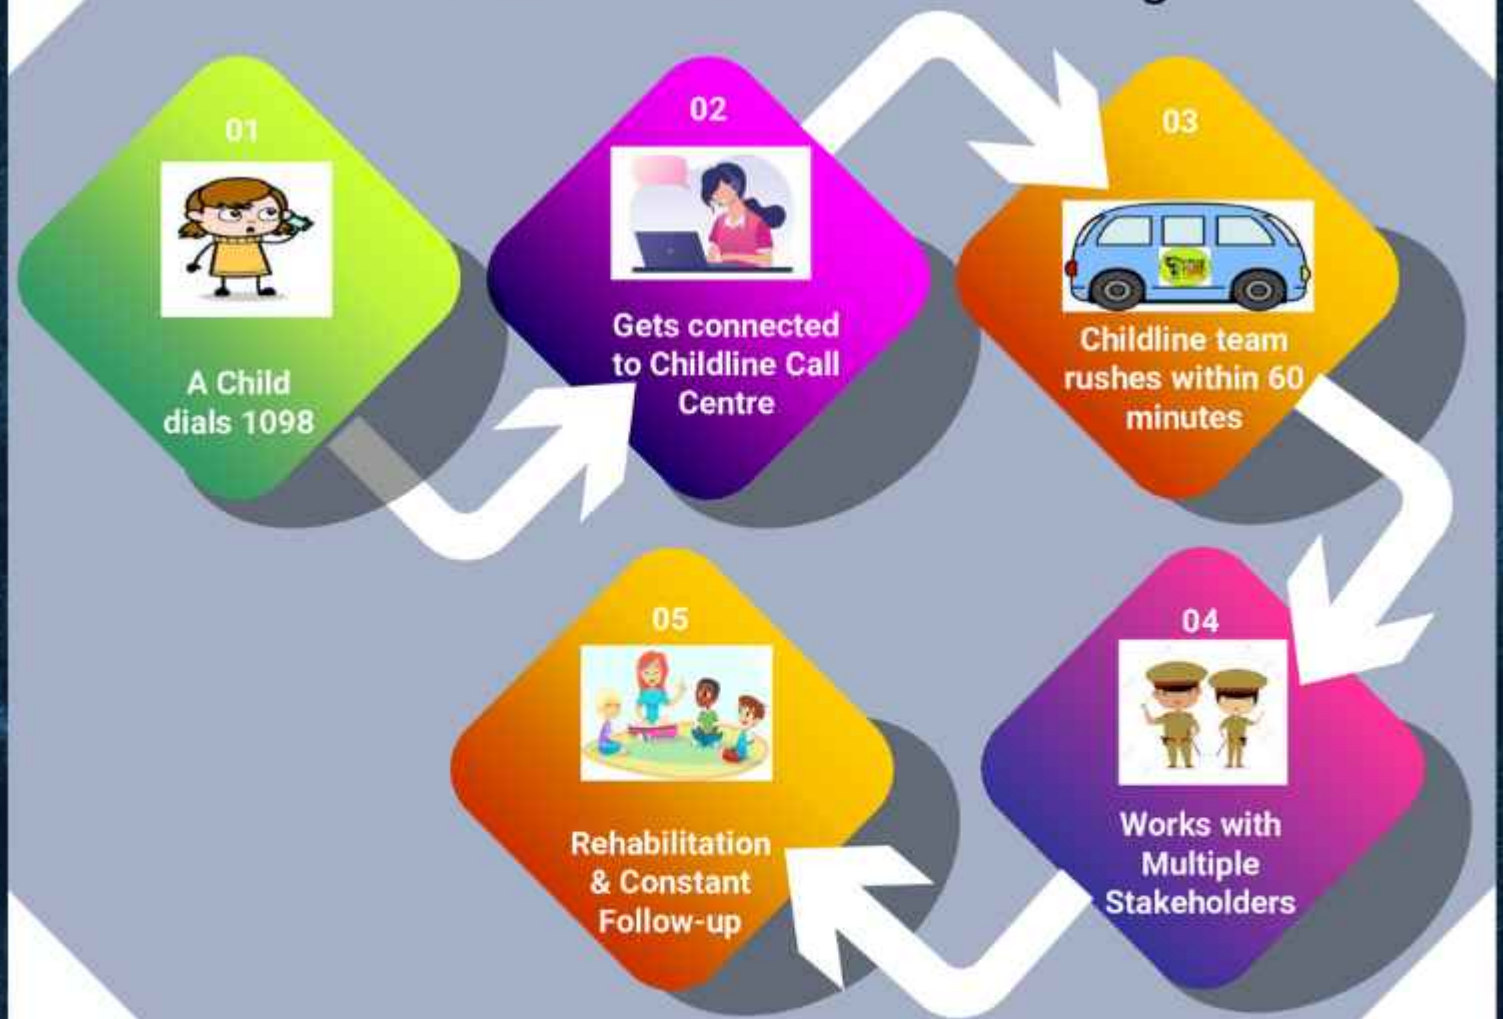 01
A Child
dials 1098
02
Gets connected
to Childline Call
Centre
03
Childline team
rushes within 60
minutes
04
Works with
Multiple
Stakeholders
05
Rehabilitation
& Constant
Follow-up